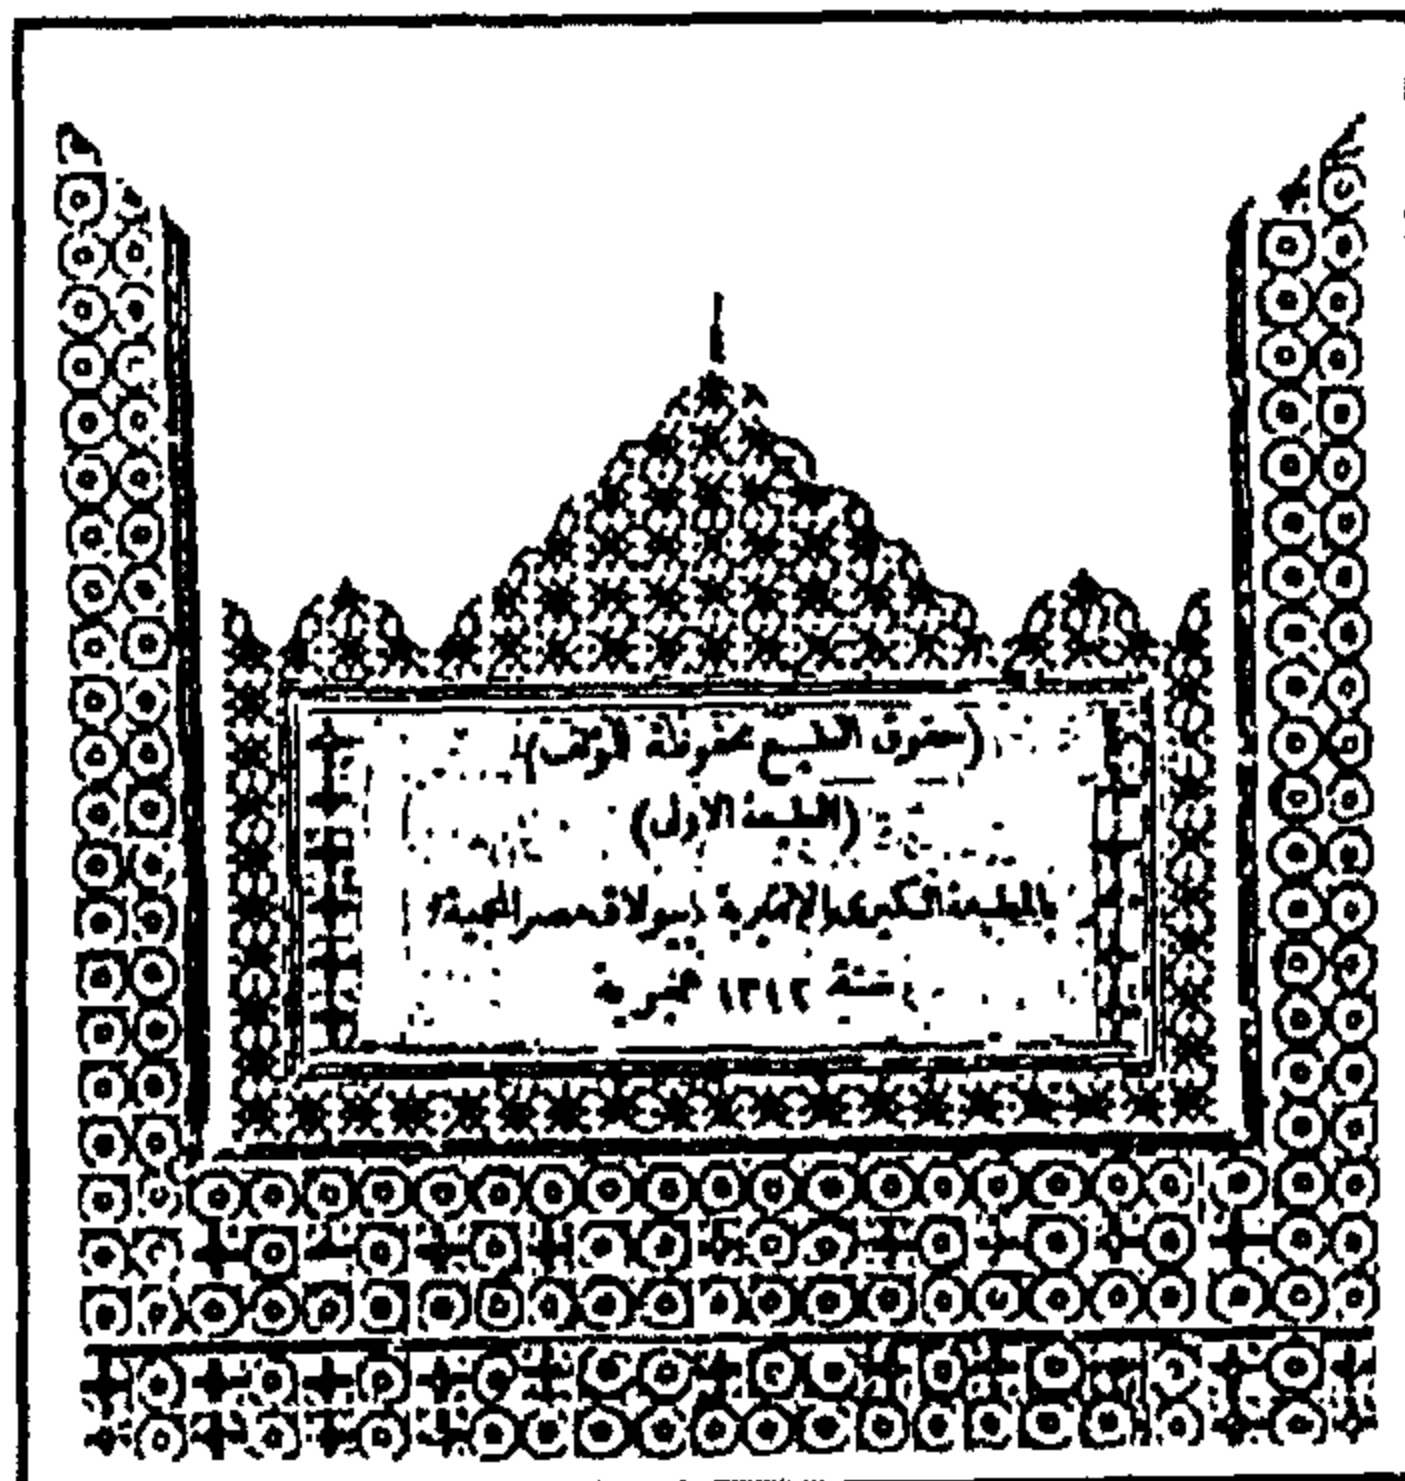 (حقوق الطبع محفوظة للمؤلف)
(الطبعة الاولى)
بالمطبعة الكبرى الاميرية ببولاق مصر المحمية
سنة ١٣١٢ هجرية